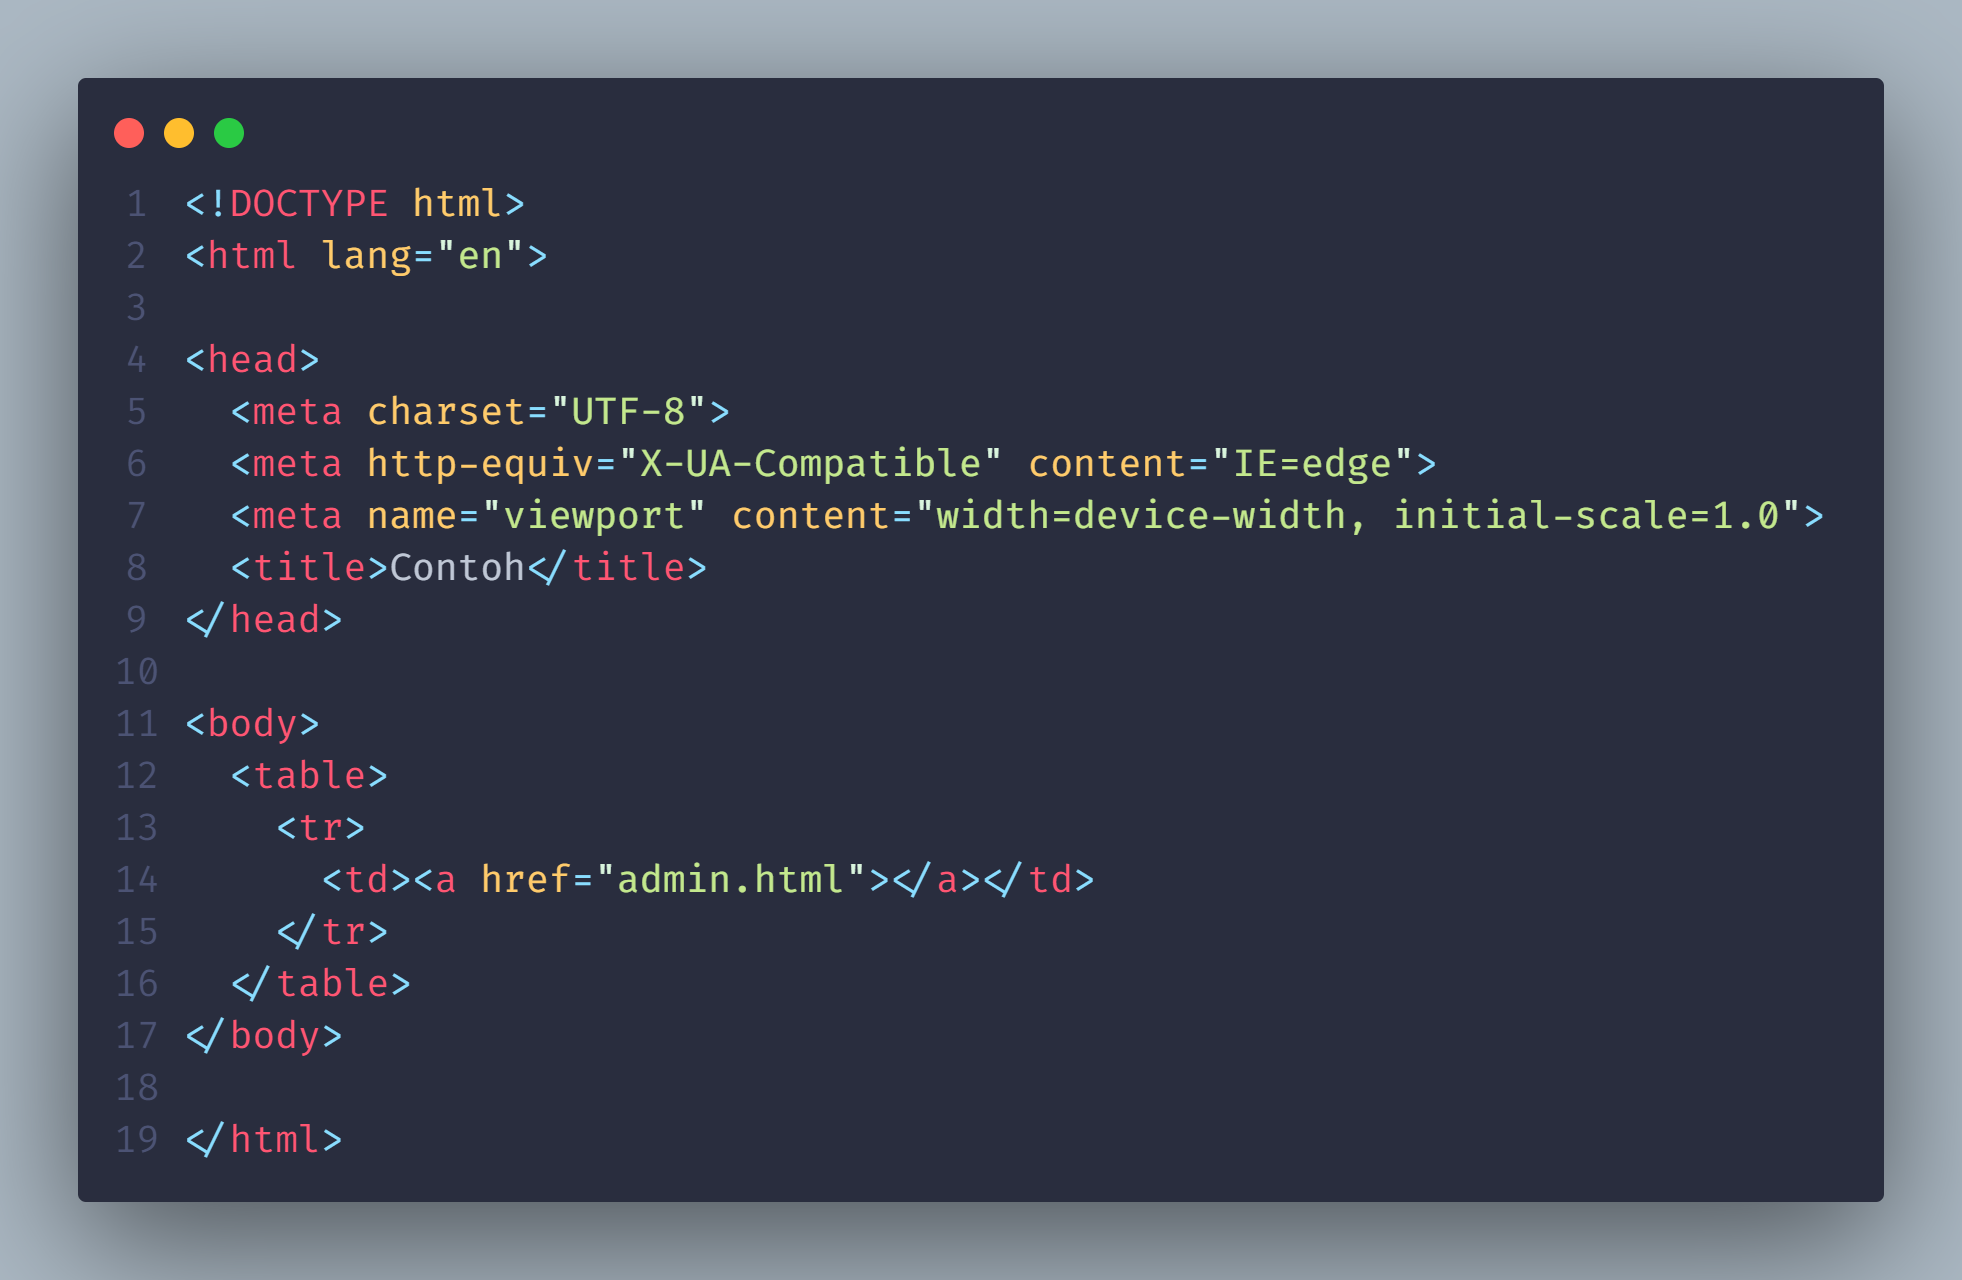 1 <!DOCTYPE html>
2 <html lang="en">
3
4 <head>
5   <meta charset="UTF-8">
6   <meta http-equiv="X-UA-Compatible" content="IE=edge">
7   <meta name="viewport" content="width=device-width, initial-scale=1.0">
8   <title>Contoh</title>
9 </head>
10
11 <body>
12   <table>
13     <tr>
14       <td><a href="admin.html"></a></td>
15     </tr>
16   </table>
17 </body>
18
19 </html>